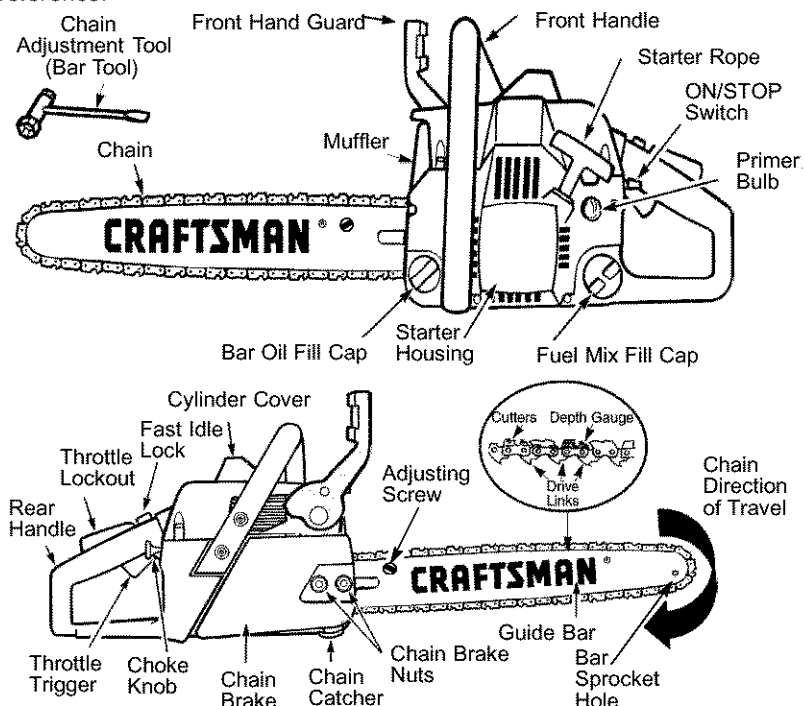 Chain
Adjustment Tool
(Bar Tool)
Front Hand Guard
Front Handle
Starter Rope
ON/STOP
Switch
Muffler
Primer
Bulb
Chain
CRAFTSMAN®
Bar Oil Fill Cap
Starter
Housing
Fuel Mix Fill Cap
Cylinder Cover
Fast Idle
Lock
Throttle
Lockout
Rear
Handle
Adjusting
Screw
Cutters
Depth Gauge
Drive
Links
Chain
Direction
of Travel
CRAFTSMAN®
Throttle
Trigger
Choke
Knob
Chain
Brake
Chain
Catcher
Chain Brake
Nuts
Guide Bar
Bar
Sprocket
Hole